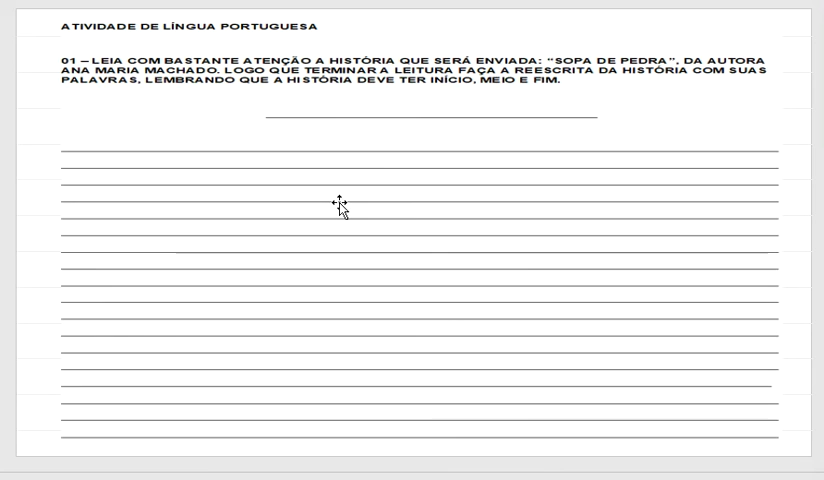 ATIVIDADE DE LÍNGUA PORTUGUESA
01 – LEIA COM BASTANTE ATENÇÃO A HISTÓRIA QUE SERÁ ENVIADA: “SOPA DE PEDRA”, DA AUTORA
ANA MARIA MACHADO. LOGO QUE TERMINAR A LEITURA FAÇA A REESCRITA DA HISTÓRIA COM SUAS
PALAVRAS, LEMBRANDO QUE A HISTÓRIA DEVE TER INÍCIO, MEIO E FIM.